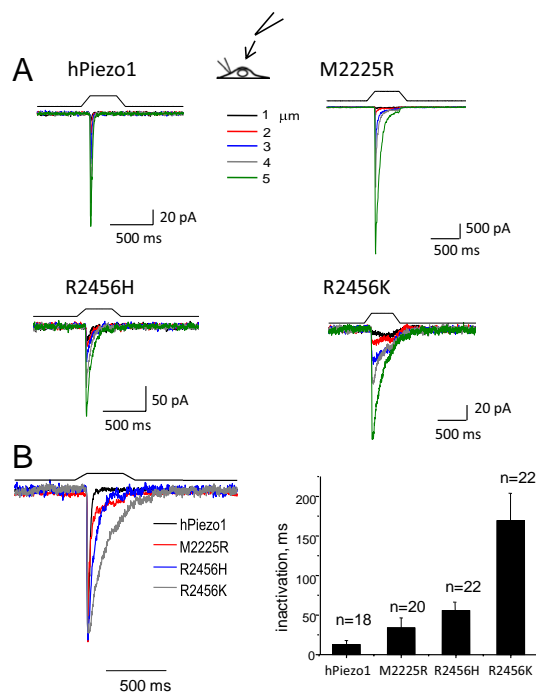 A
hPiezo1
M2225R
1 μm
2
3
4
5
20 pA
500 ms
500 pA
500 ms
R2456H
R2456K
50 pA
500 ms
20 pA
500 ms
B
hPiezo1
M2225R
R2456H
R2456K
500 ms
inactivation, ms
200
150
100
50
0
n=18
n=20
n=22
n=22
hPiezo1 M2225R R2456H R2456K